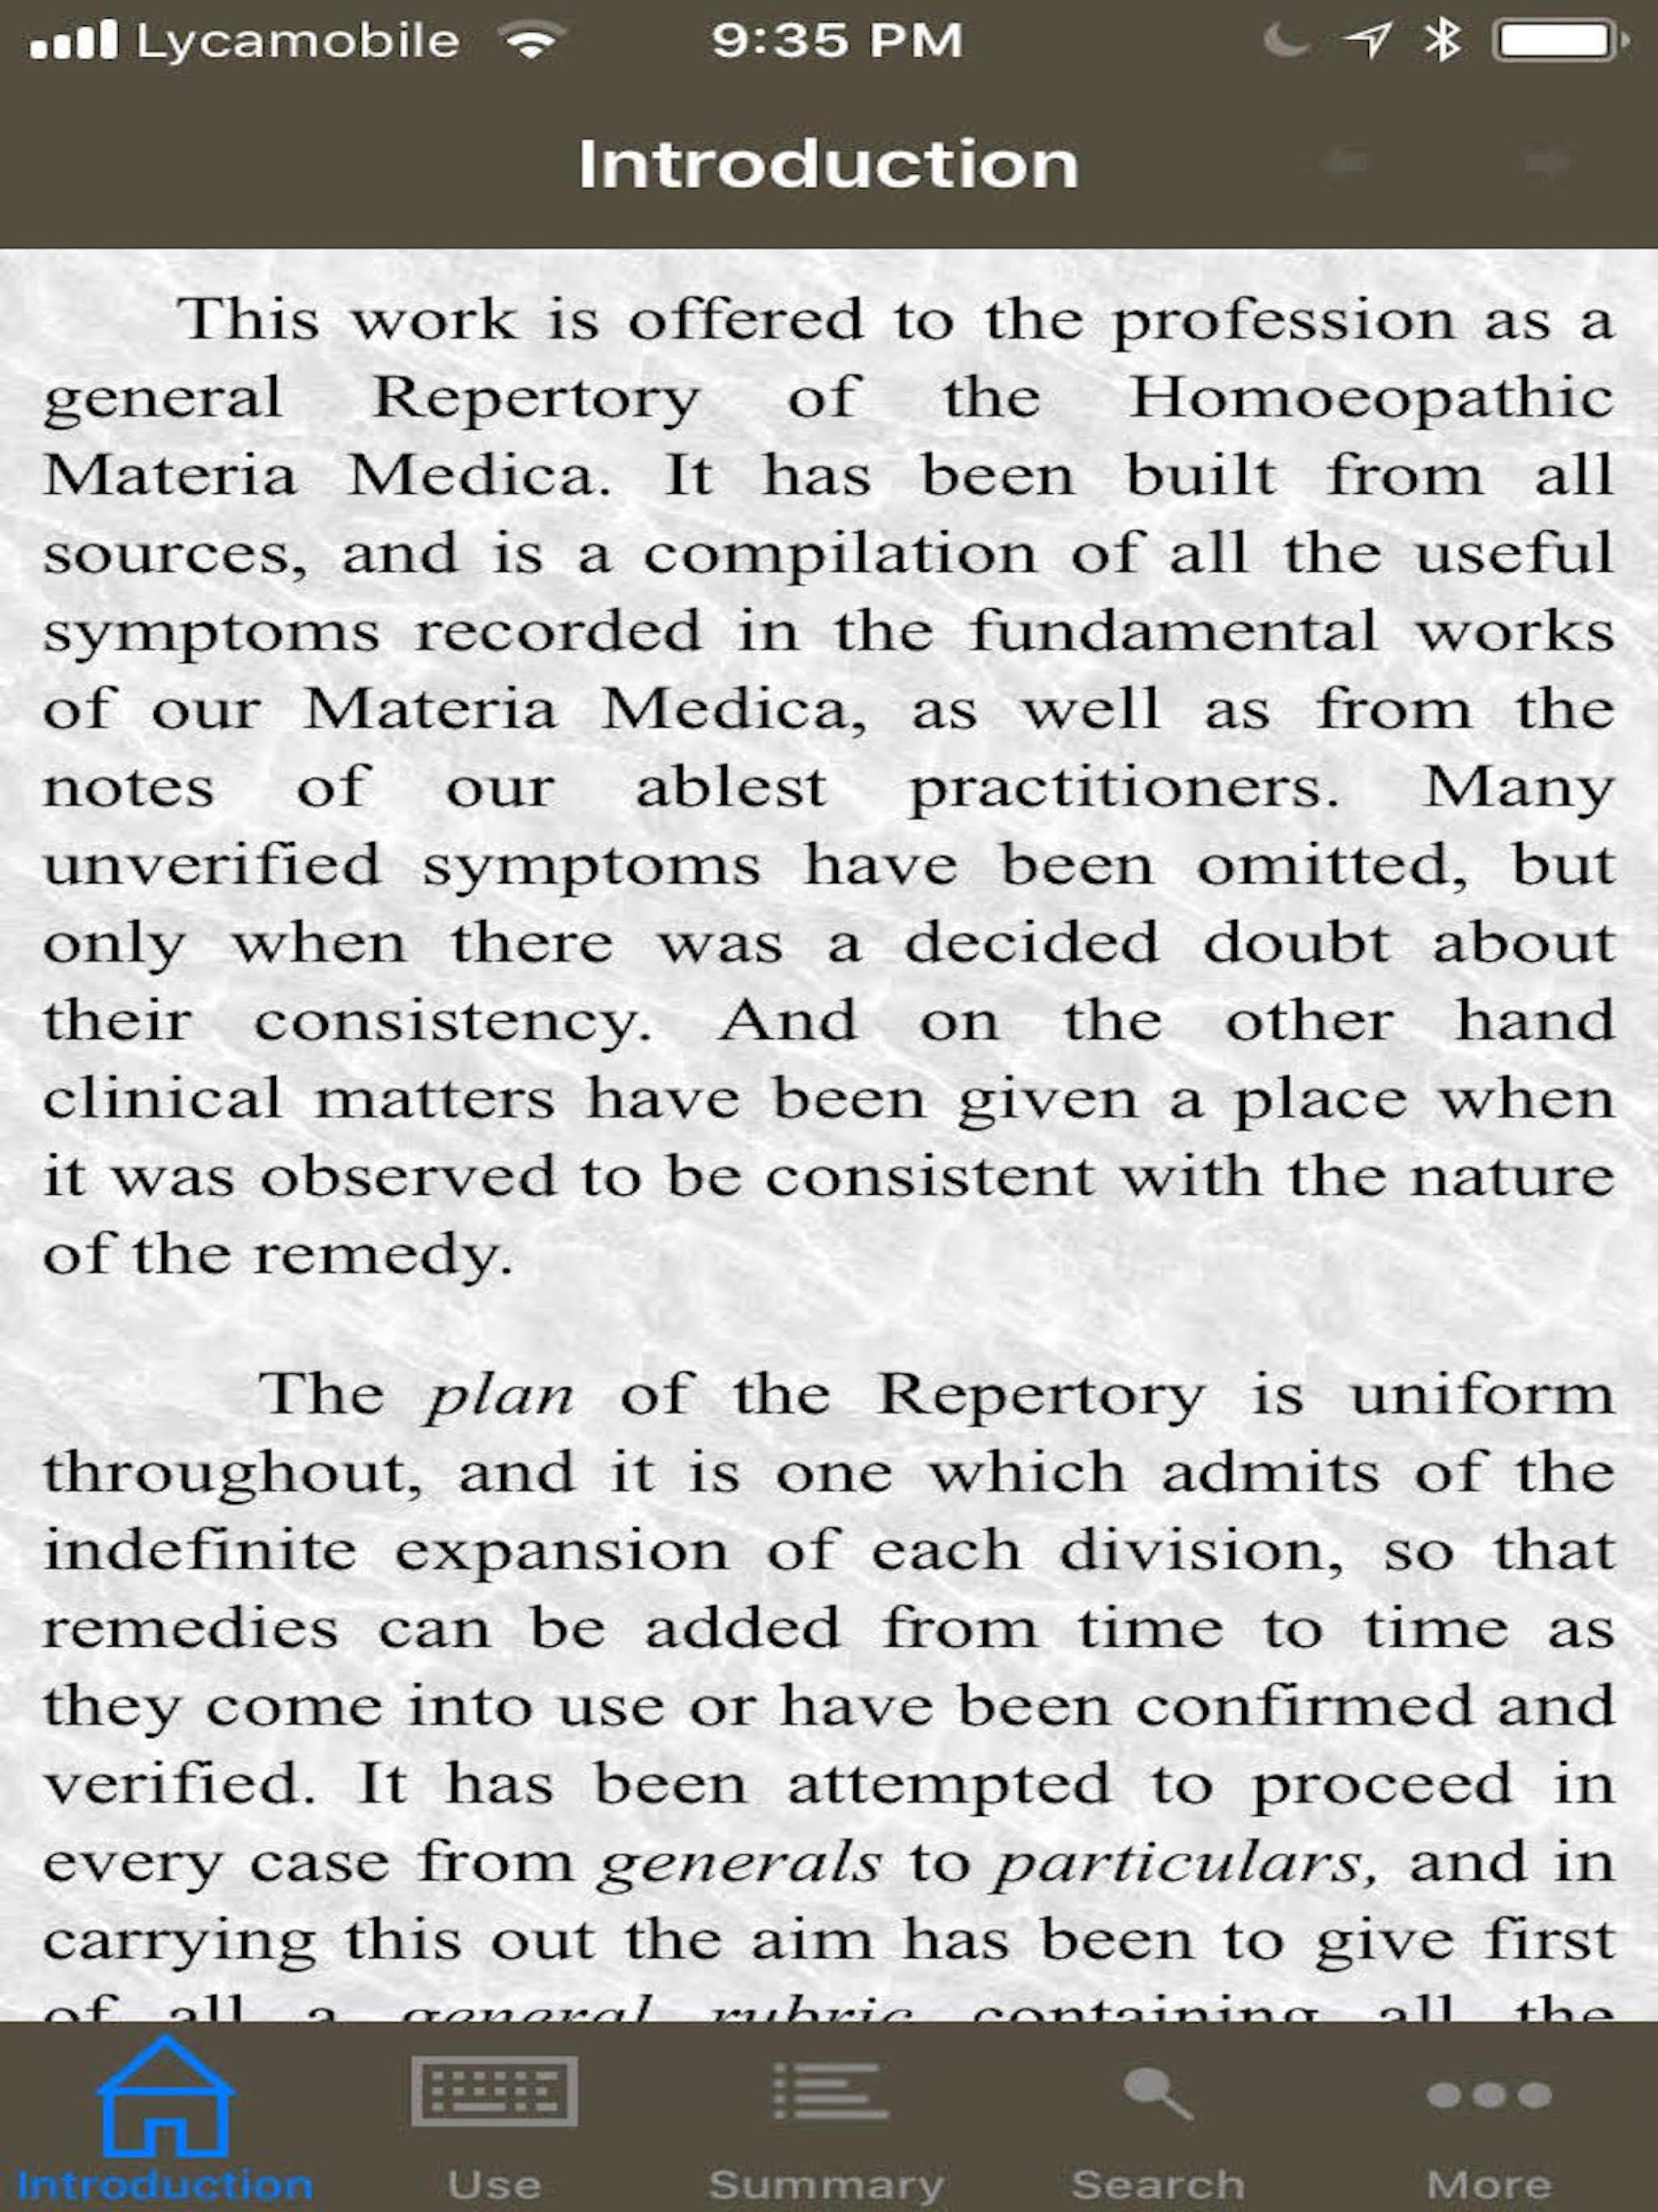 Lycamobile 9:35 PM
Introduction
This work is offered to the profession as a
general Repertory of the Homoeopathic
Materia Medica. It has been built from all
sources, and is a compilation of all the useful
symptoms recorded in the fundamental works
of our Materia Medica, as well as from the
notes of our ablest practitioners. Many
unverified symptoms have been omitted, but
only when there was a decided doubt about
their consistency. And on the other hand
clinical matters have been given a place when
it was observed to be consistent with the nature
of the remedy.
The plan of the Repertory is uniform
throughout, and it is one which admits of the
indefinite expansion of each division, so that
remedies can be added from time to time as
they come into use or have been confirmed and
verified. It has been attempted to proceed in
every case from generals to particulars, and in
carrying this out the aim has been to give first
of all a general rubric containing all the
Introduction Use Summary Search More